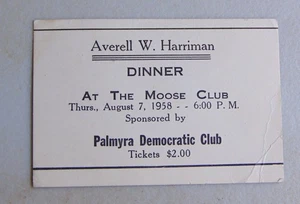 Averell W. Harriman
DINNER
At The Moose Club
Thurs., August 7, 1958 - - 6:00 P. M.
Sponsored by
Palmyra Democratic Club
Tickets $2.00